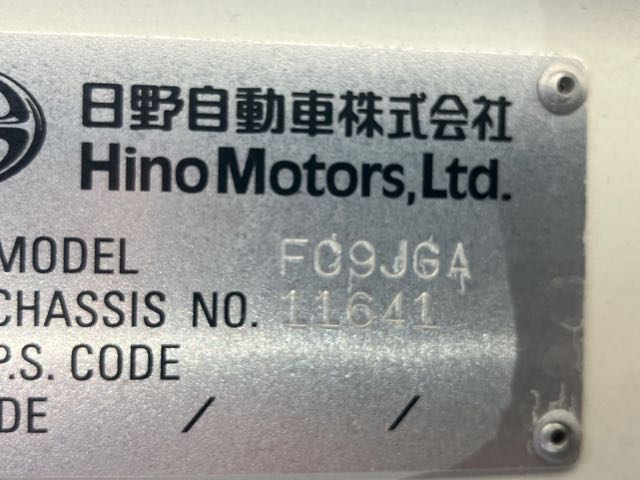 日野自動車株式会社
Hino Motors, Ltd.
MODEL FC9JGA
CHASSIS NO. 11641
P.S. CODE
DE / /